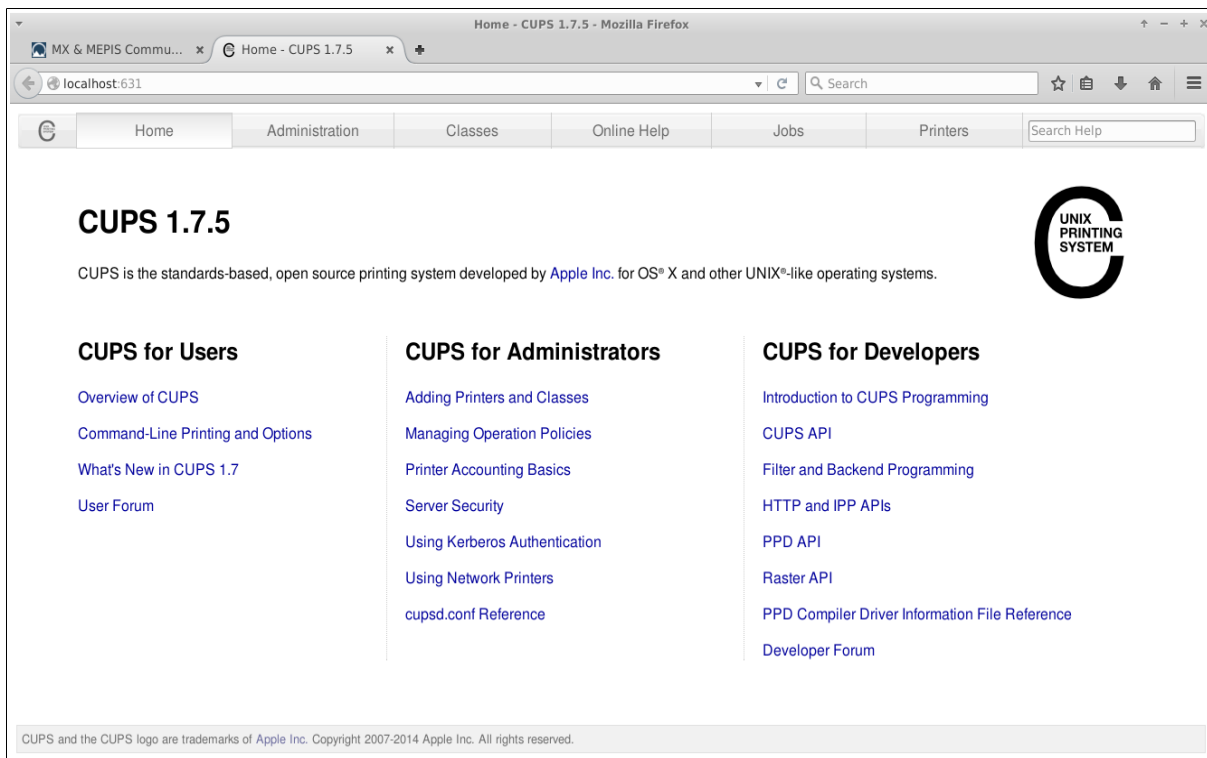 Home - CUPS 1.7.5 - Mozilla Firefox
MX & MEPIS Commu... Home - CUPS 1.7.5
localhost:631 Search
Home Administration Classes Online Help Jobs Printers Search Help
CUPS 1.7.5
UNIX
PRINTING
SYSTEM
CUPS is the standards-based, open source printing system developed by Apple Inc. for OS® X and other UNIX®-like operating systems.
CUPS for Users
Overview of CUPS
Command-Line Printing and Options
What's New in CUPS 1.7
User Forum
CUPS for Administrators
Adding Printers and Classes
Managing Operation Policies
Printer Accounting Basics
Server Security
Using Kerberos Authentication
Using Network Printers
cupsd.conf Reference
CUPS for Developers
Introduction to CUPS Programming
CUPS API
Filter and Backend Programming
HTTP and IPP APIs
PPD API
Raster API
PPD Compiler Driver Information File Reference
Developer Forum
CUPS and the CUPS logo are trademarks of Apple Inc. Copyright 2007-2014 Apple Inc. All rights reserved.